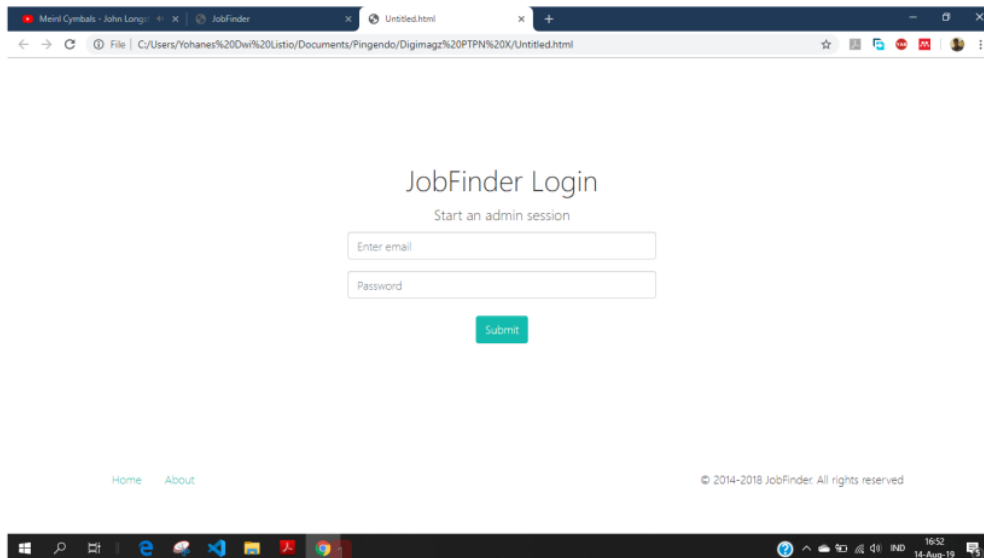 Meinl Cymbals - John Longs
JobFinder
Untitled.html
File | C:/Users/Yohanes%20Dwi%20Listio/Documents/Pingendo/Digimagz%20PTPN%20X/Untitled.html
JobFinder Login
Start an admin session
Enter email
Password
Submit
Home About
© 2014-2018 JobFinder. All rights reserved
IND
16:52
14-Aug-19